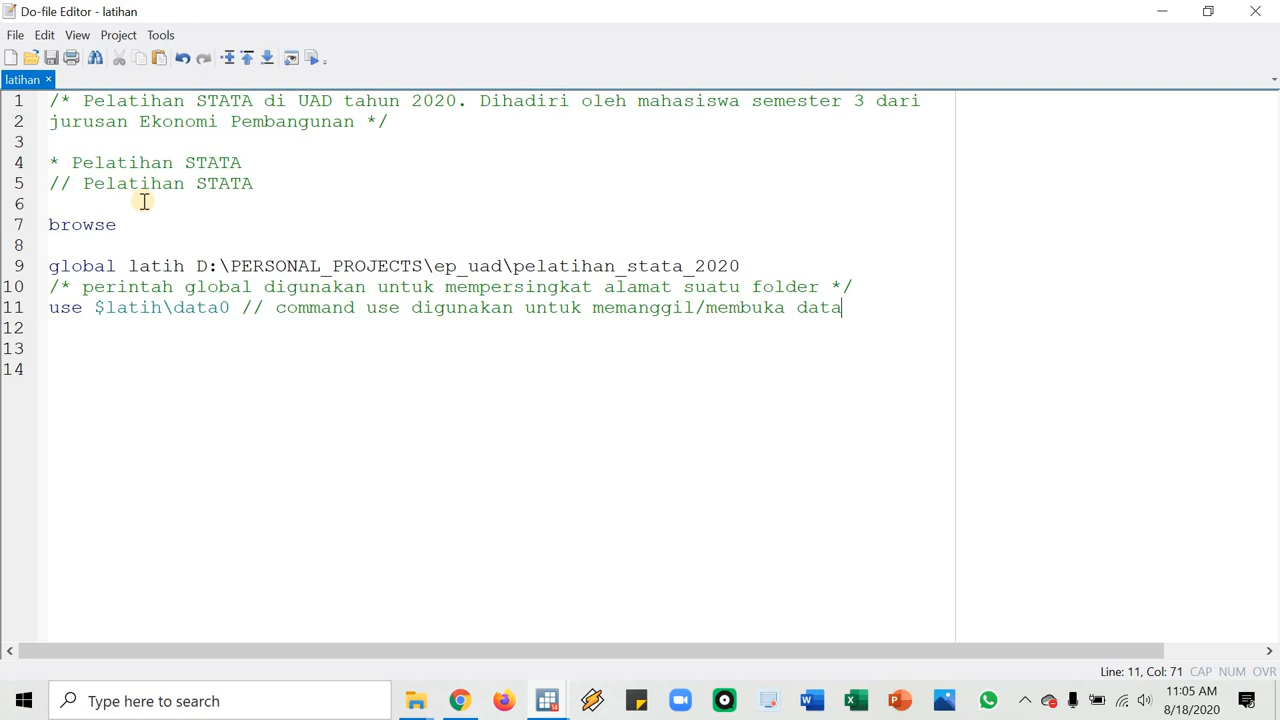 Do-file Editor - latihan
File Edit View Project Tools
latihan ×
1 /* Pelatihan STATA di UAD tahun 2020. Dihadiri oleh mahasiswa semester 3 dari
2 jurusan Ekonomi Pembangunan */
3
4 * Pelatihan STATA
5 // Pelatihan STATA
6
7 browse
8
9 global latih D:\PERSONAL_PROJECTS\ep_uad\pelatihan_stata_2020
10 /* perintah global digunakan untuk mempersingkat alamat suatu folder */
11 use $latih\data0 // command use digunakan untuk memanggil/membuka data
12
13
14
Line: 11, Col: 71 CAP NUM OVR
Type here to search
11:05 AM
8/18/2020